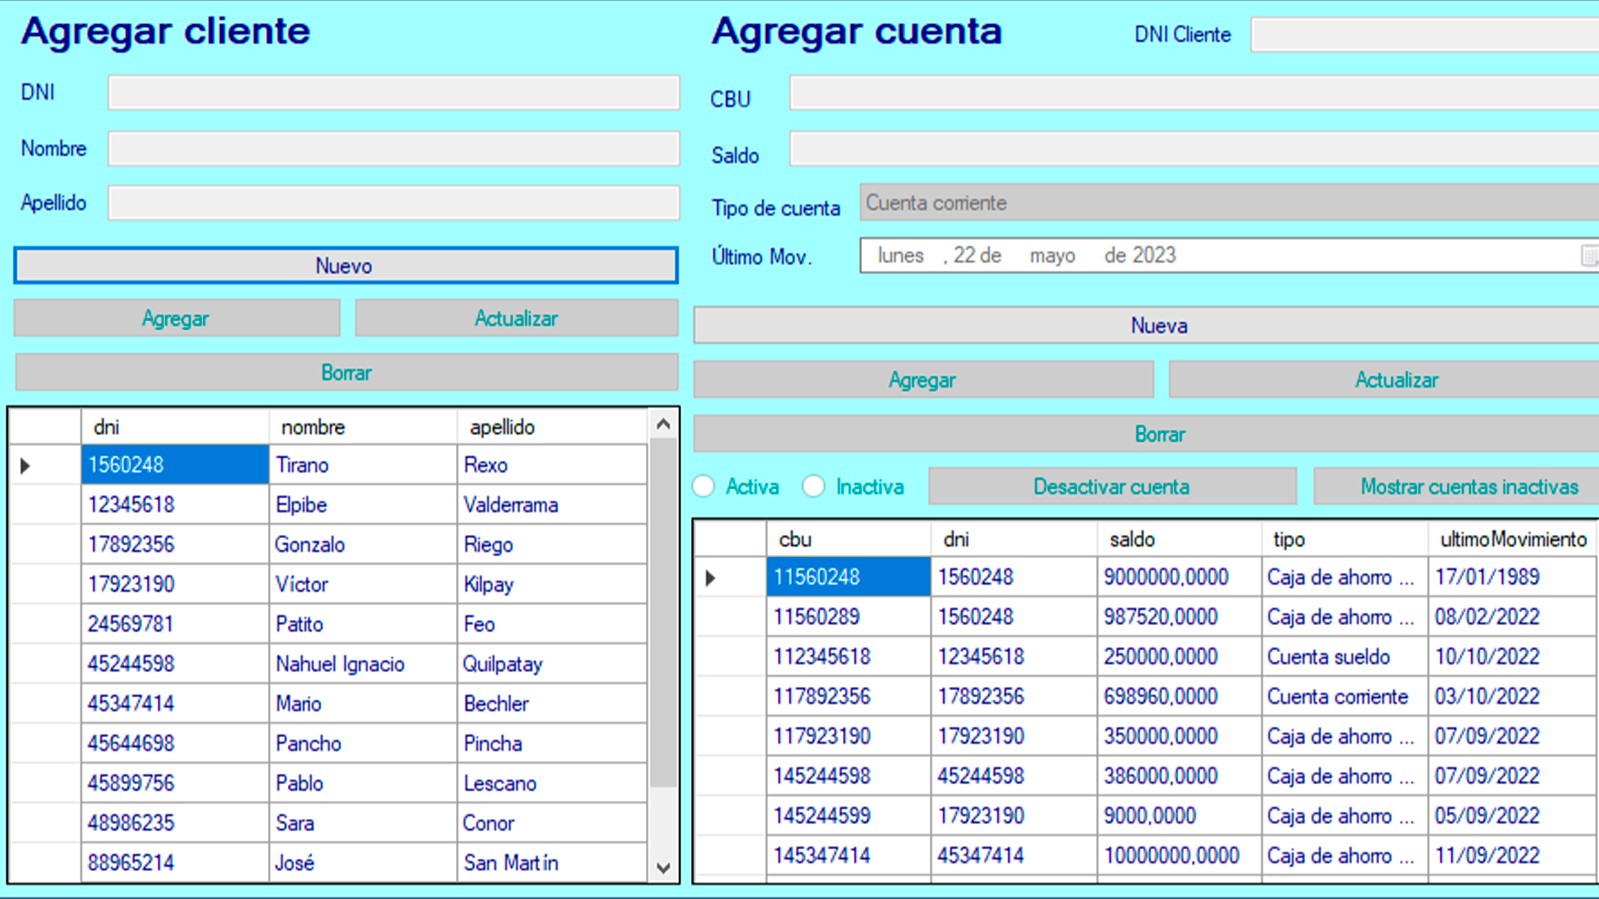 Agregar cliente
DNI
Nombre
Apellido
Nuevo
Agregar Actualizar
Borrar
dni nombre apellido
1560248 Tirano Rexo
12345618 Elpibe Valderrama
17892356 Gonzalo Riego
17923190 Víctor Kilpay
24569781 Patito Feo
45244598 Nahuel Ignacio Quilpatay
45347414 Mario Bechler
45644698 Pancho Pincha
45899756 Pablo Lescano
48986235 Sara Conor
88965214 José San Martín
Agregar cuenta DNI Cliente
CBU
Saldo
Tipo de cuenta Cuenta corriente
Último Mov. lunes , 22 de mayo de 2023
Nueva
Agregar Actualizar
Borrar
Activa Inactiva Desactivar cuenta Mostrar cuentas inactivas
cbu dni saldo tipo ultimoMovimiento
11560248 1560248 9000000,0000 Caja de ahorro ... 17/01/1989
11560289 1560248 987520,0000 Caja de ahorro ... 08/02/2022
112345618 12345618 250000,0000 Cuenta sueldo 10/10/2022
117892356 17892356 698960,0000 Cuenta corriente 03/10/2022
117923190 17923190 350000,0000 Caja de ahorro ... 07/09/2022
145244598 45244598 386000,0000 Caja de ahorro ... 07/09/2022
145244599 17923190 9000,0000 Caja de ahorro ... 05/09/2022
145347414 45347414 10000000,0000 Caja de ahorro ... 11/09/2022